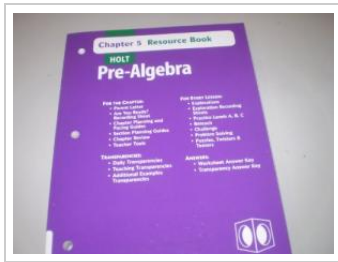 Chapter 5 Resource Book
HOLT
Pre-Algebra
FOR THE CHAPTER:
• Parent Letter
• Are You Ready?
Recording Sheet
• Chapter Planning and
Pacing Guides
• Section Planning Guides
• Chapter Review
• Teacher Tools
TRANSPARENCIES:
• Daily Transparencies
• Teaching Transparencies
• Additional Examples
Transparencies
FOR EVERY LESSON:
• Explorations
• Exploration Recording
Sheets
• Practice Levels A, B, C
• Reteach
• Challenge
• Problem Solving
• Puzzles, Twisters &
Teasers
ANSWERS:
• Worksheet Answer Key
• Transparency Answer Key